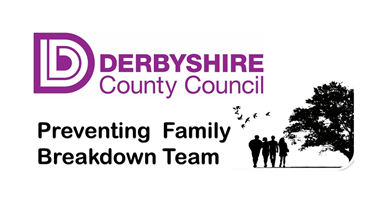 DERBYSHIRE
County Council
Preventing Family
Breakdown Team